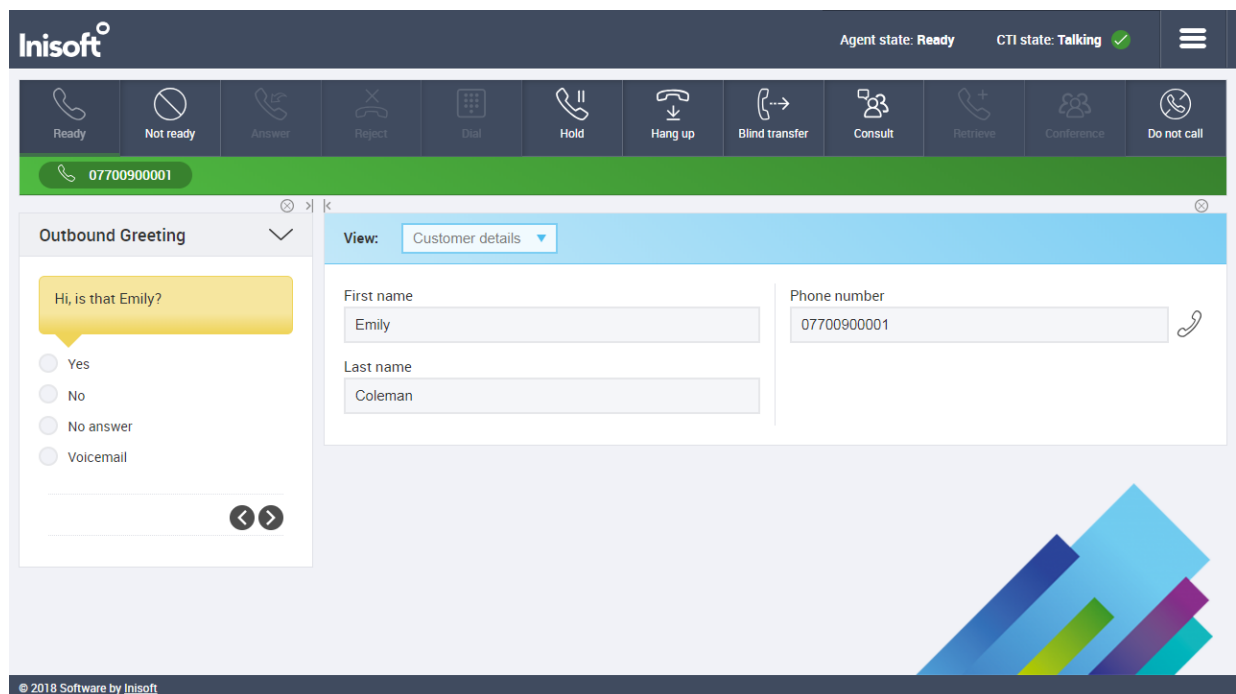 Inisoft
Agent state: Ready CTI state: Talking
Ready Not ready Answer Reject Dial Hold Hang up Blind transfer Consult Retrieve Conference Do not call
07700900001
Outbound Greeting
View: Customer details
Hi, is that Emily?
Yes
No
No answer
Voicemail
First name
Emily
Last name
Coleman
Phone number
07700900001
© 2018 Software by Inisoft